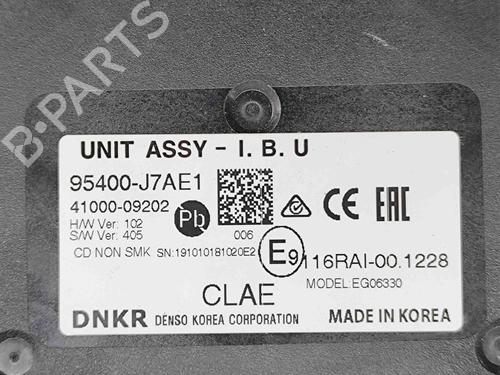 B-PARTS
UNIT ASSY - I. B. U
95400-J7AE1
41000-09202
Pb
H/W Ver: 102
S/W Ver: 405
006
CE EAC
CD NON SMK SN:191010181020E2
E9 116RAI-00.1228
MODEL:EG06330
CLAE
DNKR DENSO KOREA CORPORATION MADE IN KOREA